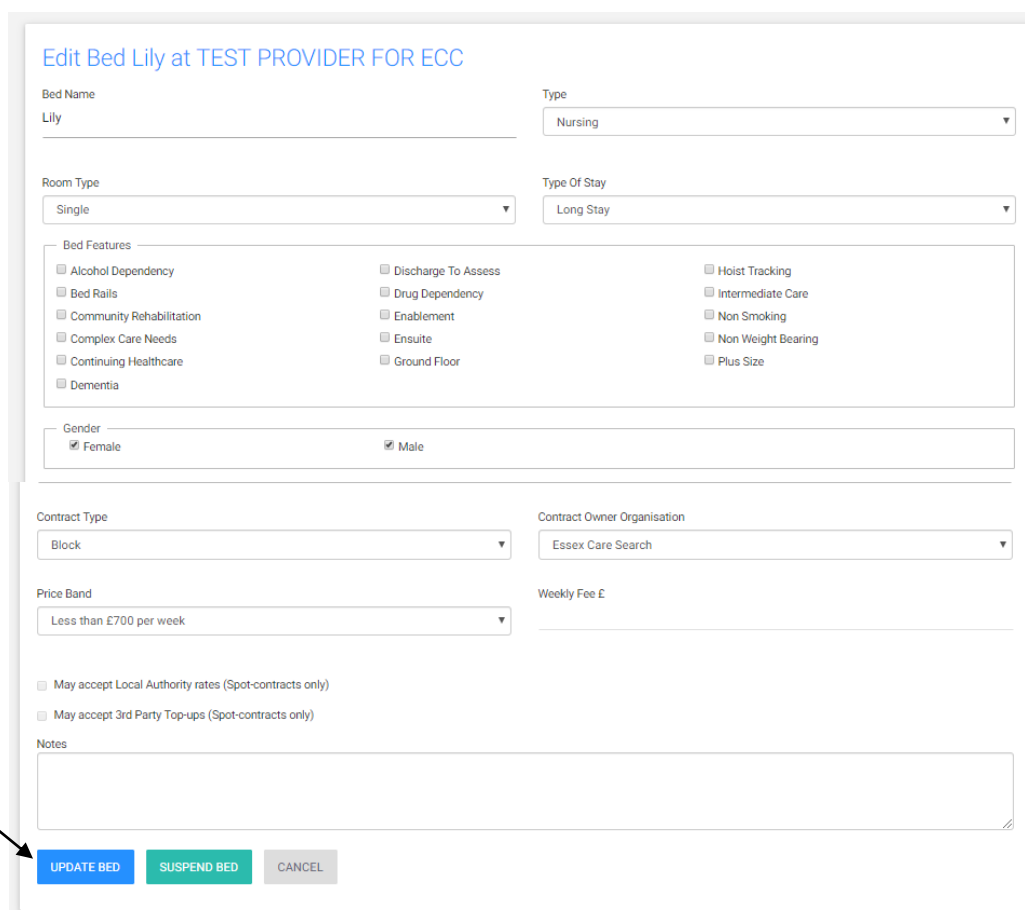 Edit Bed Lily at TEST PROVIDER FOR ECC
Bed Name
Type
Lily
Nursing
Room Type
Type Of Stay
Single
Long Stay
Bed Features
Alcohol Dependency
Discharge To Assess
Hoist Tracking
Bed Rails
Drug Dependency
Intermediate Care
Community Rehabilitation
Enablement
Non Smoking
Complex Care Needs
Ensuite
Non Weight Bearing
Continuing Healthcare
Ground Floor
Plus Size
Dementia
Gender
Female
Male
Contract Type
Contract Owner Organisation
Block
Essex Care Search
Price Band
Weekly Fee £
Less than £700 per week
May accept Local Authority rates (Spot-contracts only)
May accept 3rd Party Top-ups (Spot-contracts only)
Notes
UPDATE BED
SUSPEND BED
CANCEL